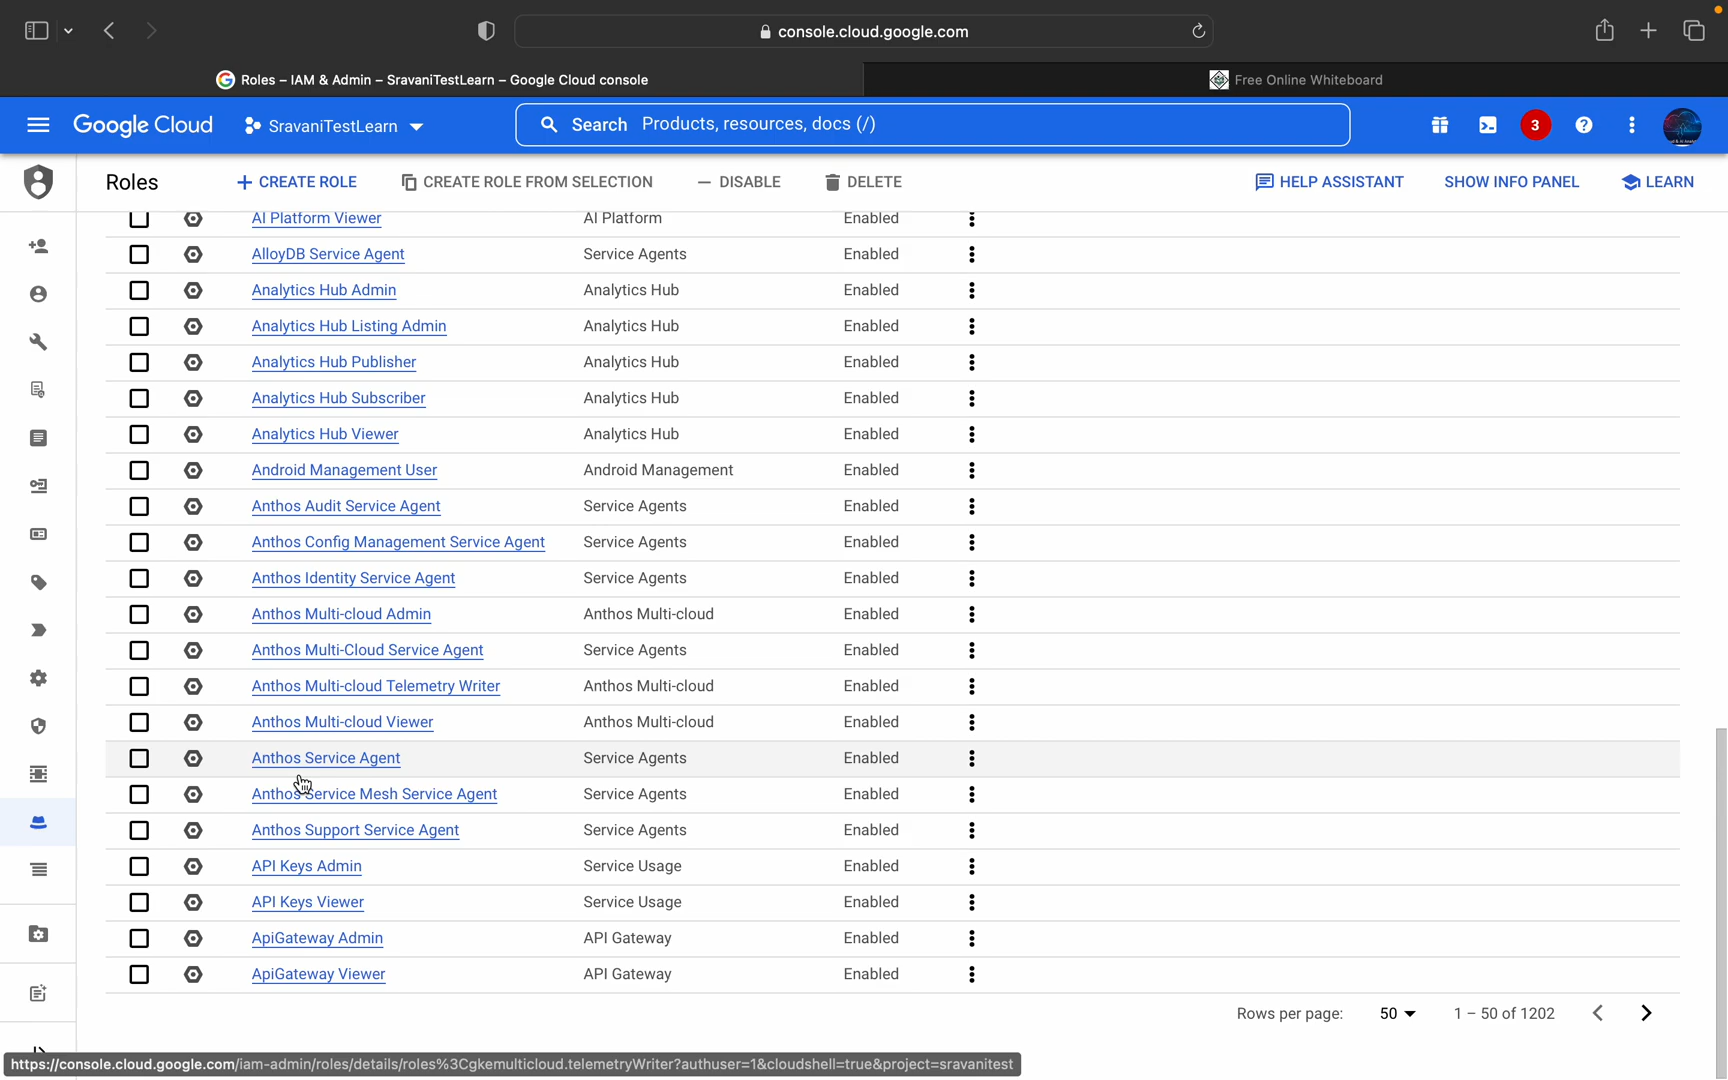 console.cloud.google.com
Roles – IAM & Admin – SravaniTestLearn – Google Cloud console
Free Online Whiteboard
Google Cloud
SravaniTestLearn
Search Products, resources, docs (/)
3
Roles
CREATE ROLE
CREATE ROLE FROM SELECTION
DISABLE
DELETE
HELP ASSISTANT
SHOW INFO PANEL
LEARN
AI Platform Viewer AI Platform Enabled
AlloyDB Service Agent Service Agents Enabled
Analytics Hub Admin Analytics Hub Enabled
Analytics Hub Listing Admin Analytics Hub Enabled
Analytics Hub Publisher Analytics Hub Enabled
Analytics Hub Subscriber Analytics Hub Enabled
Analytics Hub Viewer Analytics Hub Enabled
Android Management User Android Management Enabled
Anthos Audit Service Agent Service Agents Enabled
Anthos Config Management Service Agent Service Agents Enabled
Anthos Identity Service Agent Service Agents Enabled
Anthos Multi-cloud Admin Anthos Multi-cloud Enabled
Anthos Multi-Cloud Service Agent Service Agents Enabled
Anthos Multi-cloud Telemetry Writer Anthos Multi-cloud Enabled
Anthos Multi-cloud Viewer Anthos Multi-cloud Enabled
Anthos Service Agent Service Agents Enabled
Anthos Service Mesh Service Agent Service Agents Enabled
Anthos Support Service Agent Service Agents Enabled
API Keys Admin Service Usage Enabled
API Keys Viewer Service Usage Enabled
ApiGateway Admin API Gateway Enabled
ApiGateway Viewer API Gateway Enabled
Rows per page: 50 1 – 50 of 1202
https://console.cloud.google.com/iam-admin/roles/details/roles%3Cgkemulticloud.telemetryWriter?authuser=1&cloudshell=true&project=sravanitest